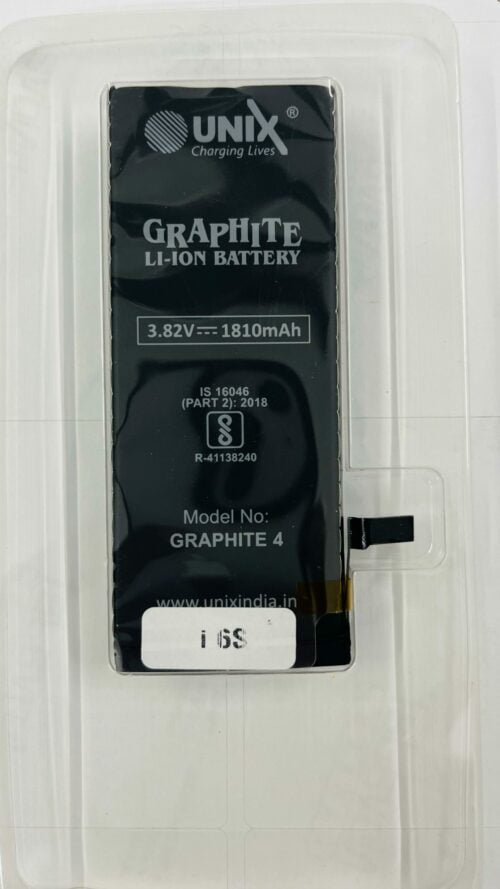 UNIX®
Charging Lives
GRAPHITE
LI-ION BATTERY
3.82V⎓1810mAh
IS 16046
(PART 2): 2018
R-41138240
Model No:
GRAPHITE 4
www.unixindia.in
i 6S